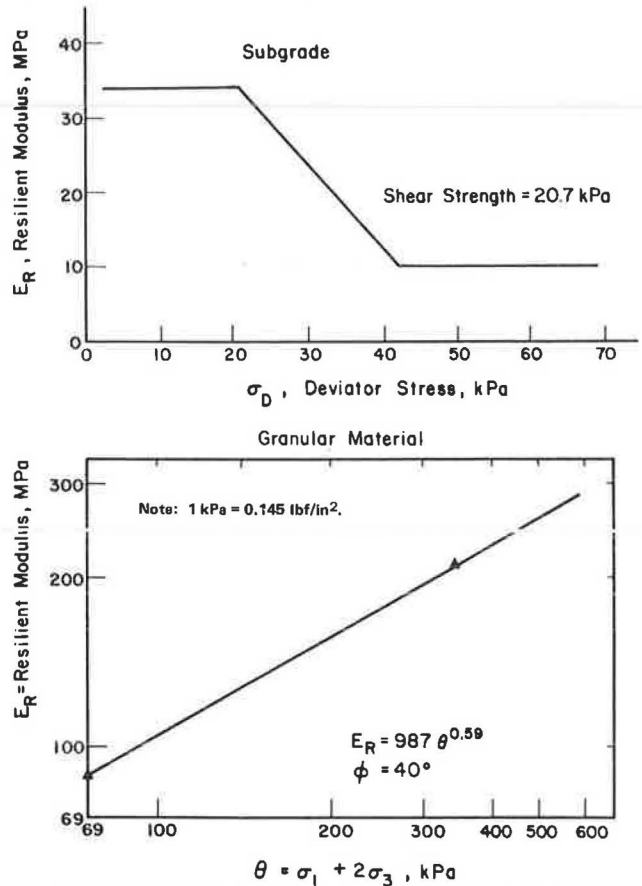 Subgrade
Shear Strength = 20.7 kPa
E_R, Resilient Modulus, MPa
40
30
20
10
0
0 10 20 30 40 50 60 70
σ_D, Deviator Stress, kPa
Granular Material
Note: 1 kPa = 0.145 lbf/in².
E_R = 987 θ^0.59
φ = 40°
E_R = Resilient Modulus, MPa
300
200
100
69
69 100 200 300 400 500 600
θ = σ₁ + 2σ₃, kPa